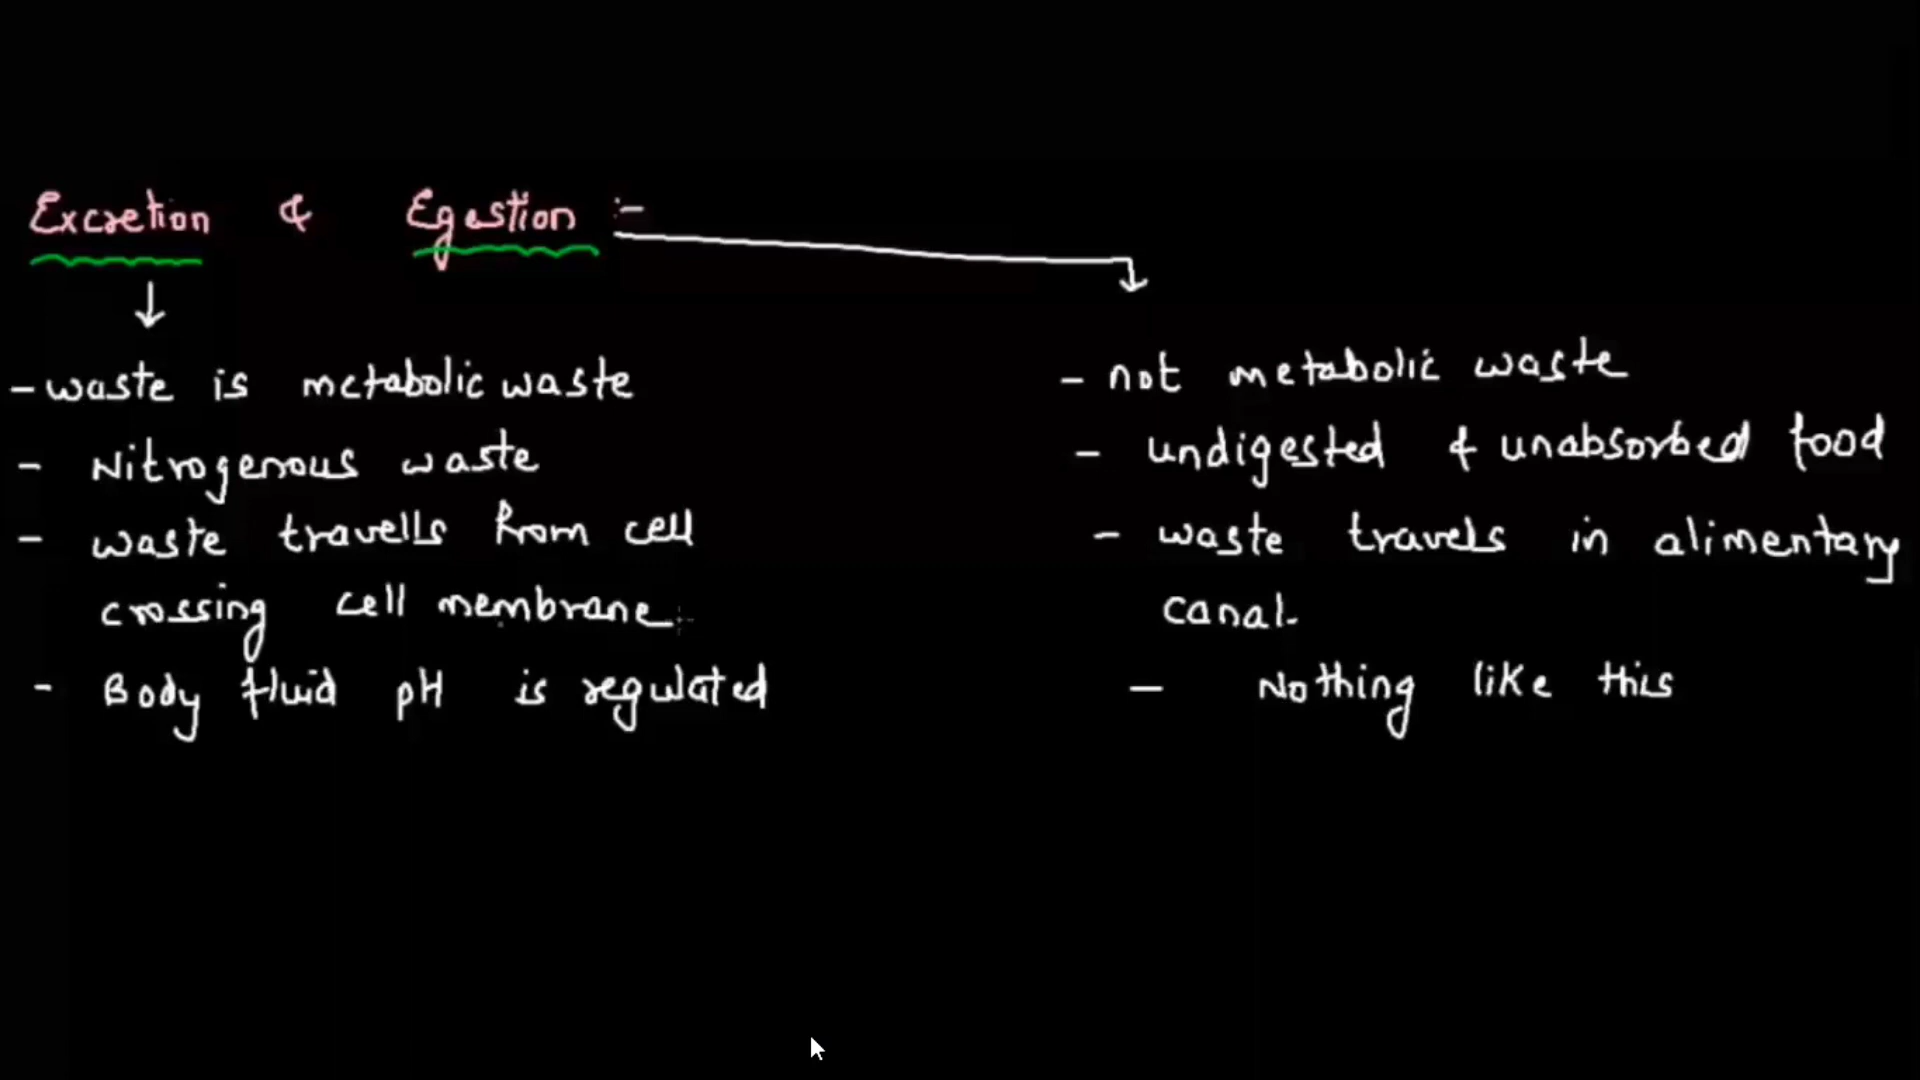 Excretion & Egestion :-
- waste is metabolic waste
- Nitrogenous waste
- waste travells from cell
crossing cell membrane
- Body fluid pH is regulated
- not metabolic waste
- undigested & unabsorbed food
- waste travels in alimentary
canal.
- Nothing like this